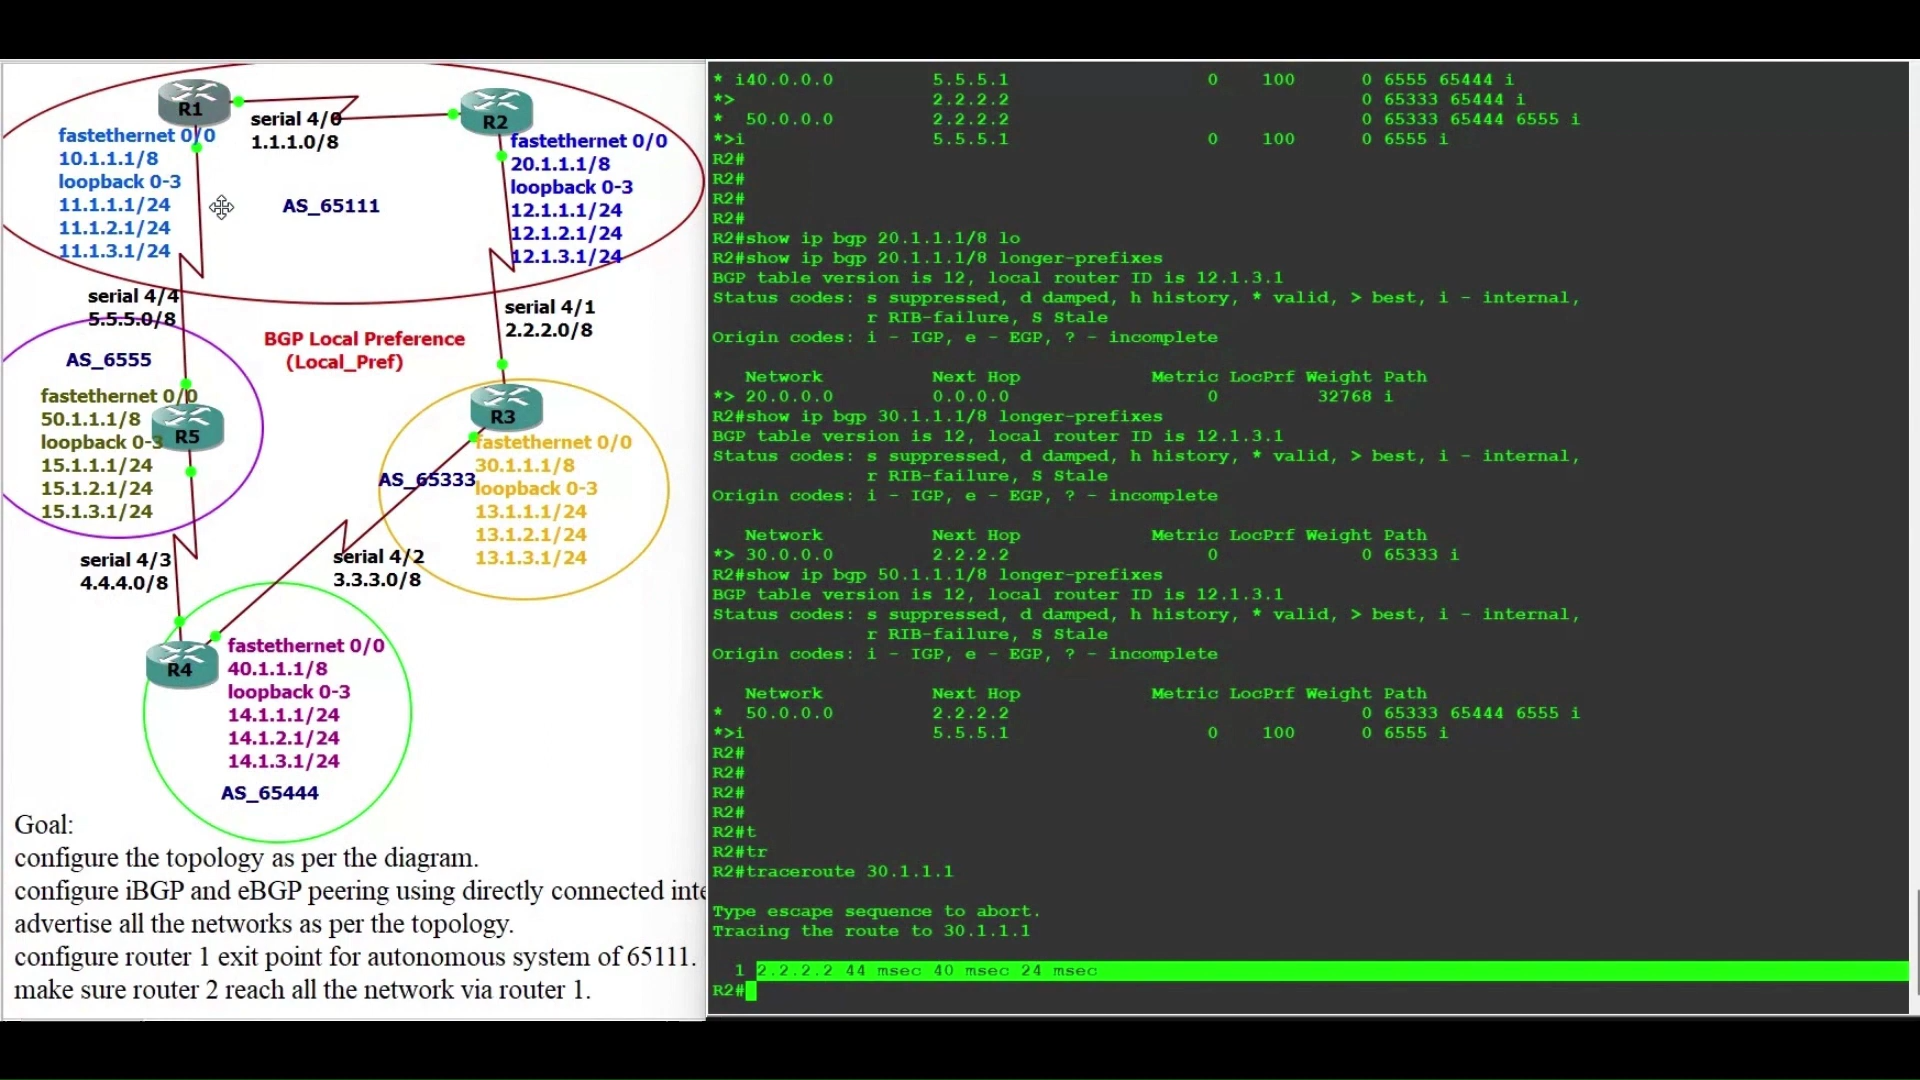 R1
serial 4/0
1.1.1.0/8
R2
fastethernet 0/0
10.1.1.1/8
loopback 0-3
11.1.1.1/24
11.1.2.1/24
11.1.3.1/24
AS_65111
fastethernet 0/0
20.1.1.1/8
loopback 0-3
12.1.1.1/24
12.1.2.1/24
12.1.3.1/24
serial 4/4
5.5.5.0/8
serial 4/1
2.2.2.0/8
BGP Local Preference
(Local_Pref)
AS_6555
fastethernet 0/0
50.1.1.1/8
loopback 0-3
15.1.1.1/24
15.1.2.1/24
15.1.3.1/24
R5
R3
fastethernet 0/0
30.1.1.1/8
loopback 0-3
13.1.1.1/24
13.1.2.1/24
13.1.3.1/24
AS_65333
serial 4/3
4.4.4.0/8
serial 4/2
3.3.3.0/8
R4
fastethernet 0/0
40.1.1.1/8
loopback 0-3
14.1.1.1/24
14.1.2.1/24
14.1.3.1/24
AS_65444
Goal:
configure the topology as per the diagram.
configure iBGP and eBGP peering using directly connected inte
advertise all the networks as per the topology.
configure router 1 exit point for autonomous system of 65111.
make sure router 2 reach all the network via router 1.
* i40.0.0.0 5.5.5.1 0 100 0 6555 65444 i
*> 2.2.2.2 0 65333 65444 i
* 50.0.0.0 2.2.2.2 0 65333 65444 6555 i
*>i 5.5.5.1 0 100 0 6555 i
R2#
R2#
R2#
R2#
R2#show ip bgp 20.1.1.1/8 lo
R2#show ip bgp 20.1.1.1/8 longer-prefixes
BGP table version is 12, local router ID is 12.1.3.1
Status codes: s suppressed, d damped, h history, * valid, > best, i - internal,
r RIB-failure, S Stale
Origin codes: i - IGP, e - EGP, ? - incomplete
Network Next Hop Metric LocPrf Weight Path
*> 20.0.0.0 0.0.0.0 0 32768 i
R2#show ip bgp 30.1.1.1/8 longer-prefixes
BGP table version is 12, local router ID is 12.1.3.1
Status codes: s suppressed, d damped, h history, * valid, > best, i - internal,
r RIB-failure, S Stale
Origin codes: i - IGP, e - EGP, ? - incomplete
Network Next Hop Metric LocPrf Weight Path
*> 30.0.0.0 2.2.2.2 0 0 65333 i
R2#show ip bgp 50.1.1.1/8 longer-prefixes
BGP table version is 12, local router ID is 12.1.3.1
Status codes: s suppressed, d damped, h history, * valid, > best, i - internal,
r RIB-failure, S Stale
Origin codes: i - IGP, e - EGP, ? - incomplete
Network Next Hop Metric LocPrf Weight Path
* 50.0.0.0 2.2.2.2 0 65333 65444 6555 i
*>i 5.5.5.1 0 100 0 6555 i
R2#
R2#
R2#
R2#
R2#t
R2#tr
R2#traceroute 30.1.1.1
Type escape sequence to abort.
Tracing the route to 30.1.1.1
1 2.2.2.2 44 msec 40 msec 24 msec
R2#